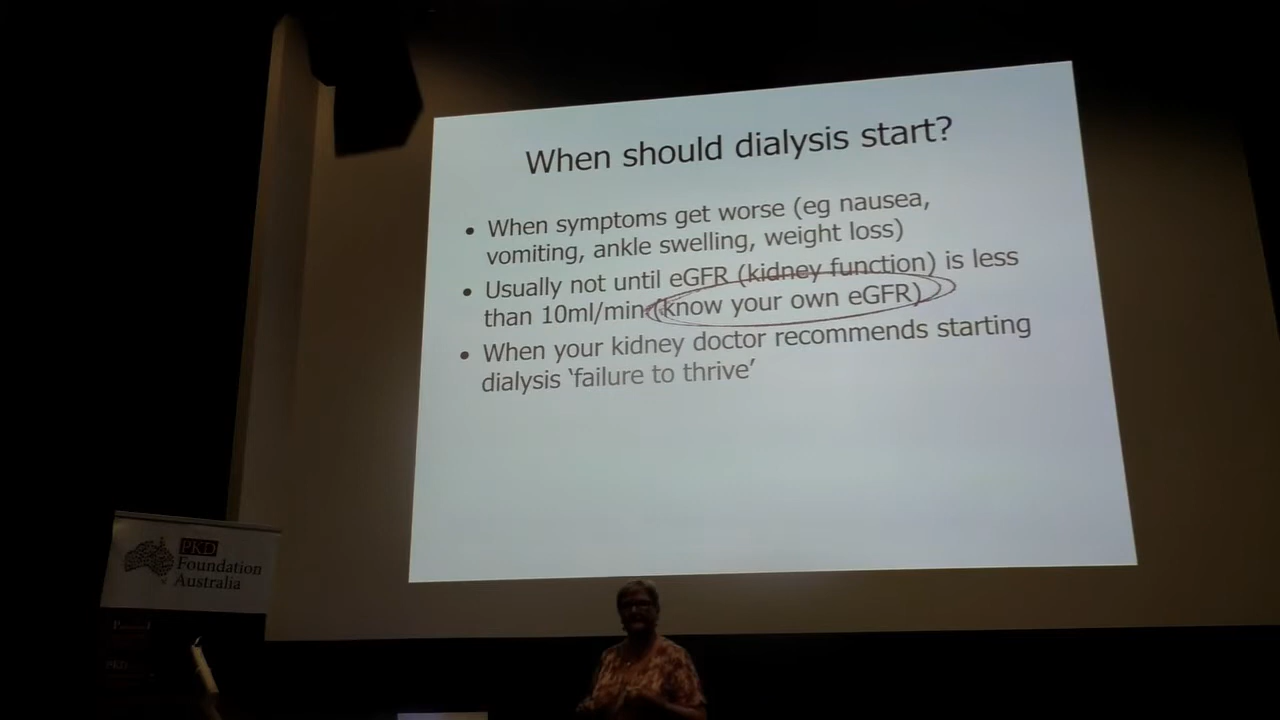 When should dialysis start?
• When symptoms get worse (eg nausea,
vomiting, ankle swelling, weight loss)
• Usually not until eGFR (kidney function) is less
than 10ml/min (know your own eGFR)
• When your kidney doctor recommends starting
dialysis ‘failure to thrive’
PKD
Foundation
Australia
PKD